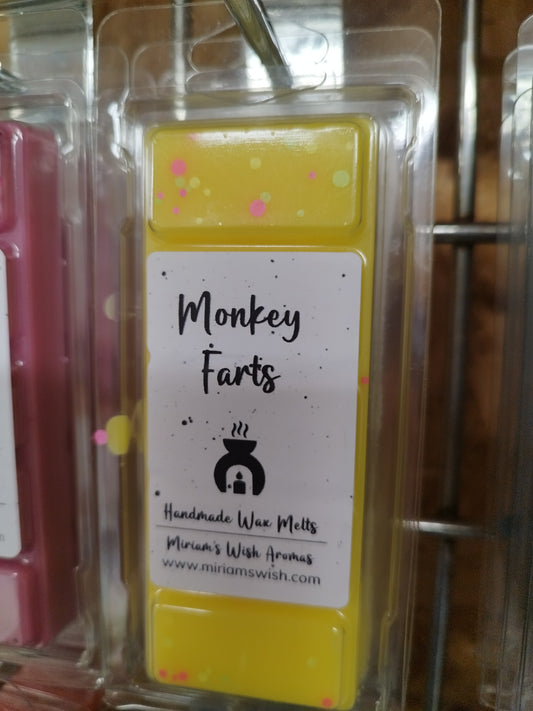 Monkey
Farts
Handmade Wax Melts
Miriam's Wish Aromas
www.miriamswish.com